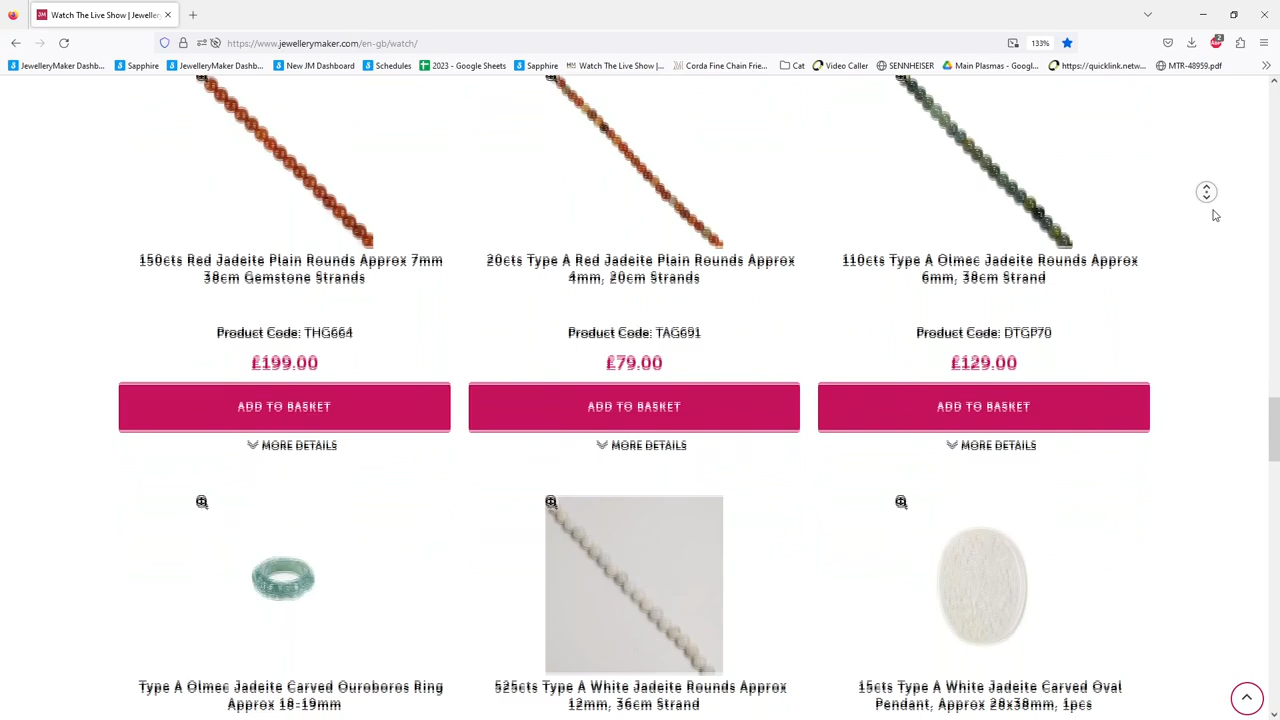 Watch The Live Show | Jeweller
https://www.jewellerymaker.com/en-gb/watch/
133%
2
JewelleryMaker Dashb...
Sapphire
JewelleryMaker Dashb...
New JM Dashboard
Schedules
2023 - Google Sheets
Sapphire
Watch The Live Show |...
Corda Fine Chain Frie...
Cat
Video Caller
SENNHEISER
Main Plasmas - Googl...
https://quicklink.netw...
MTR-48959.pdf
150cts Red Jadeite Plain Rounds Approx 7mm
38cm Gemstone Strands
Product Code: THG664
£199.00
ADD TO BASKET
MORE DETAILS
20cts Type A Red Jadeite Plain Rounds Approx
4mm, 20cm Strands
Product Code: TAG691
£79.00
ADD TO BASKET
MORE DETAILS
110cts Type A Olmec Jadeite Rounds Approx
6mm, 38cm Strand
Product Code: DTGP70
£129.00
ADD TO BASKET
MORE DETAILS
Type A Olmec Jadeite Carved Ouroboros Ring
Approx 18-19mm
525cts Type A White Jadeite Rounds Approx
12mm, 36cm Strand
15cts Type A White Jadeite Carved Oval
Pendant, Approx 28x38mm, 1pcs